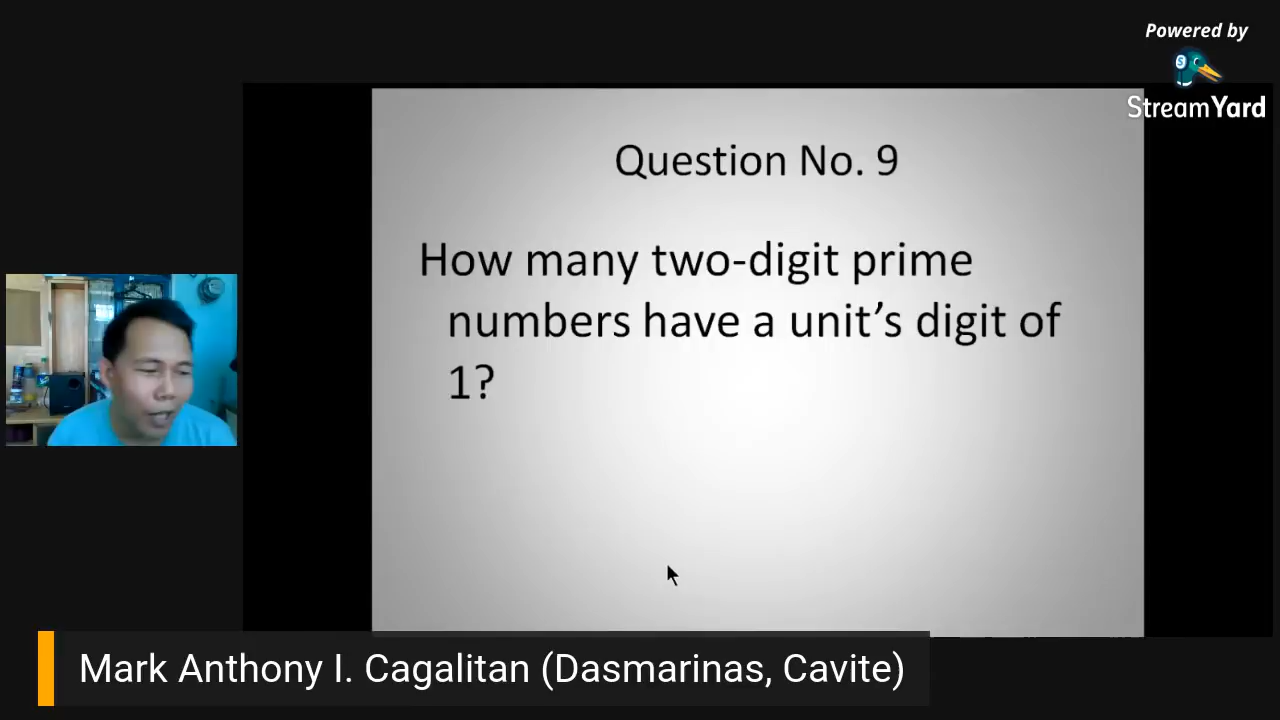 Powered by
StreamYard
Question No. 9
How many two-digit prime
numbers have a unit’s digit of
1?
Mark Anthony I. Cagalitan (Dasmarinas, Cavite)